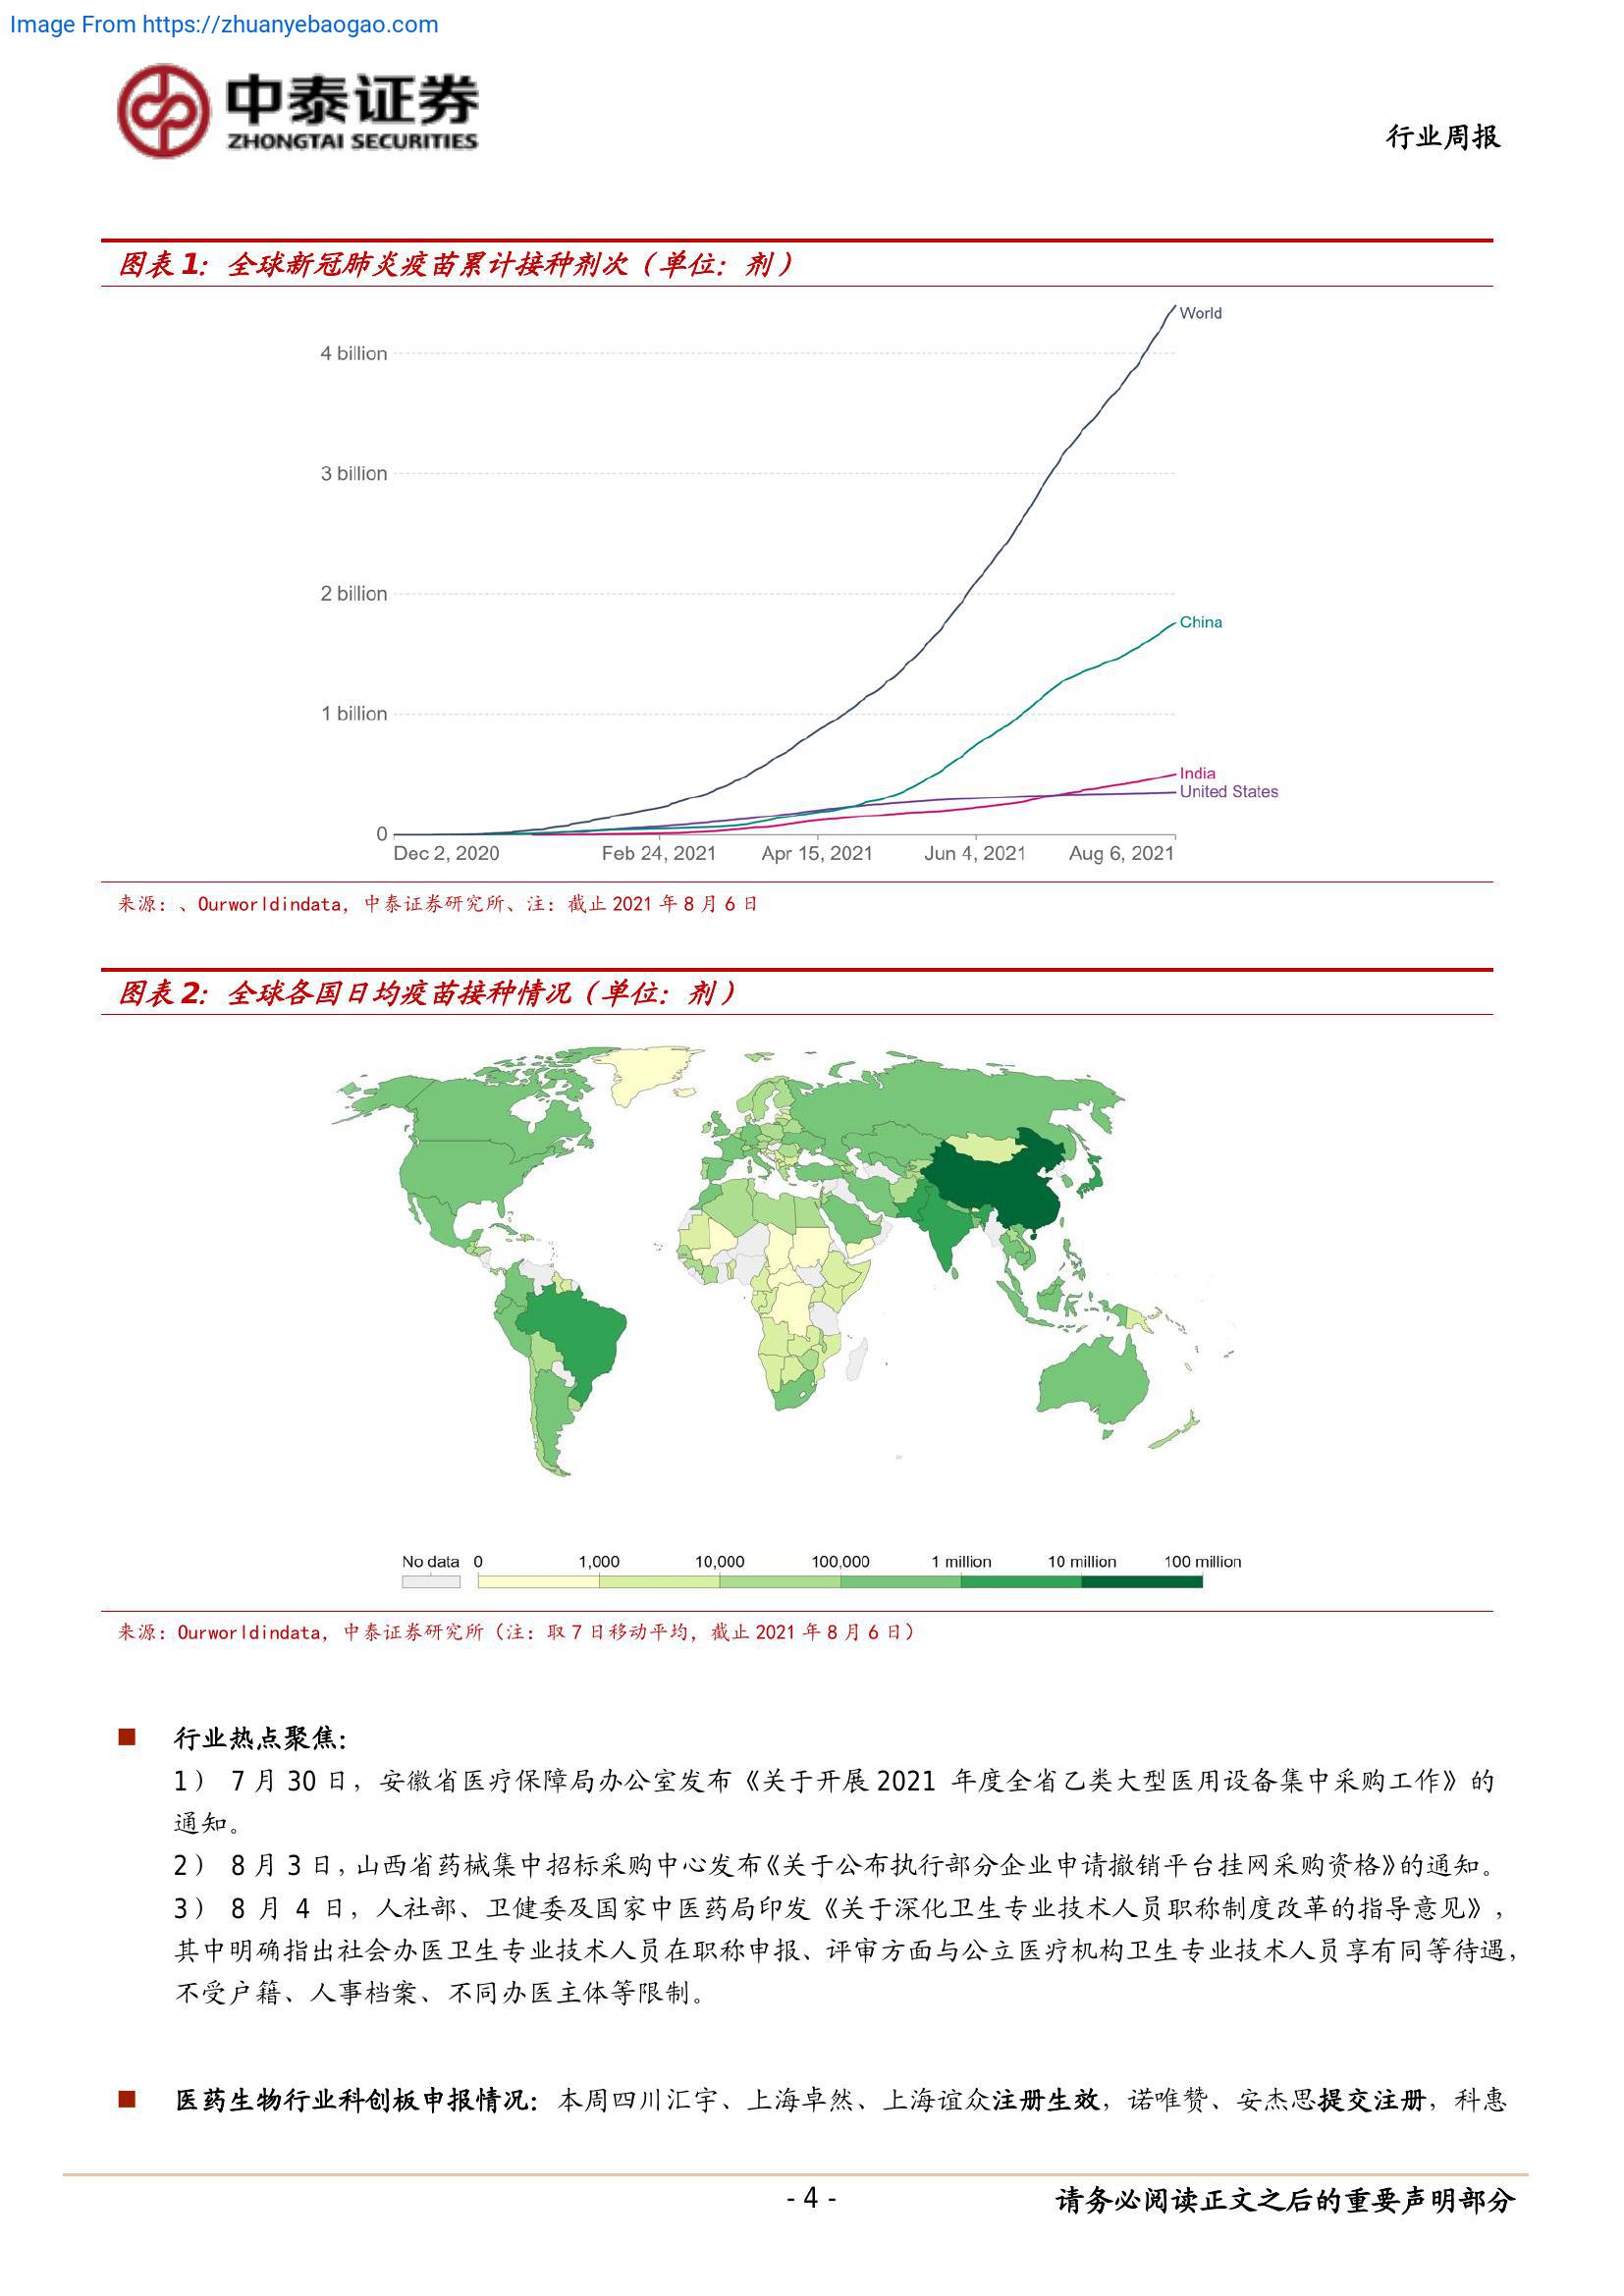 Image From https://zhuanyebaogao.com
中泰证券
ZHONGTAI SECURITIES
行业周报
图表 1：全球新冠肺炎疫苗累计接种剂次（单位：剂）
World
4 billion
3 billion
2 billion
China
1 billion
India
United States
0
Dec 2, 2020 Feb 24, 2021 Apr 15, 2021 Jun 4, 2021 Aug 6, 2021
来源：、Ourworldindata，中泰证券研究所、注：截止 2021 年 8 月 6 日
图表 2：全球各国日均疫苗接种情况（单位：剂）
No data 0 1,000 10,000 100,000 1 million 10 million 100 million
来源：Ourworldindata，中泰证券研究所（注：取 7 日移动平均，截止 2021 年 8 月 6 日）
■ 行业热点聚焦：
1） 7 月 30 日，安徽省医疗保障局办公室发布《关于开展 2021 年度全省乙类大型医用设备集中采购工作》的
通知。
2） 8 月 3 日，山西省药械集中招标采购中心发布《关于公布执行部分企业申请撤销平台挂网采购资格》的通知。
3） 8 月 4 日，人社部、卫健委及国家中医药局印发《关于深化卫生专业技术人员职称制度改革的指导意见》，
其中明确指出社会办医卫生专业技术人员在职称申报、评审方面与公立医疗机构卫生专业技术人员享有同等待遇，
不受户籍、人事档案、不同办医主体等限制。
■ 医药生物行业科创板申报情况：本周四川汇宇、上海卓然、上海谊众注册生效，诺唯赞、安杰思提交注册，科惠
- 4 -
请务必阅读正文之后的重要声明部分